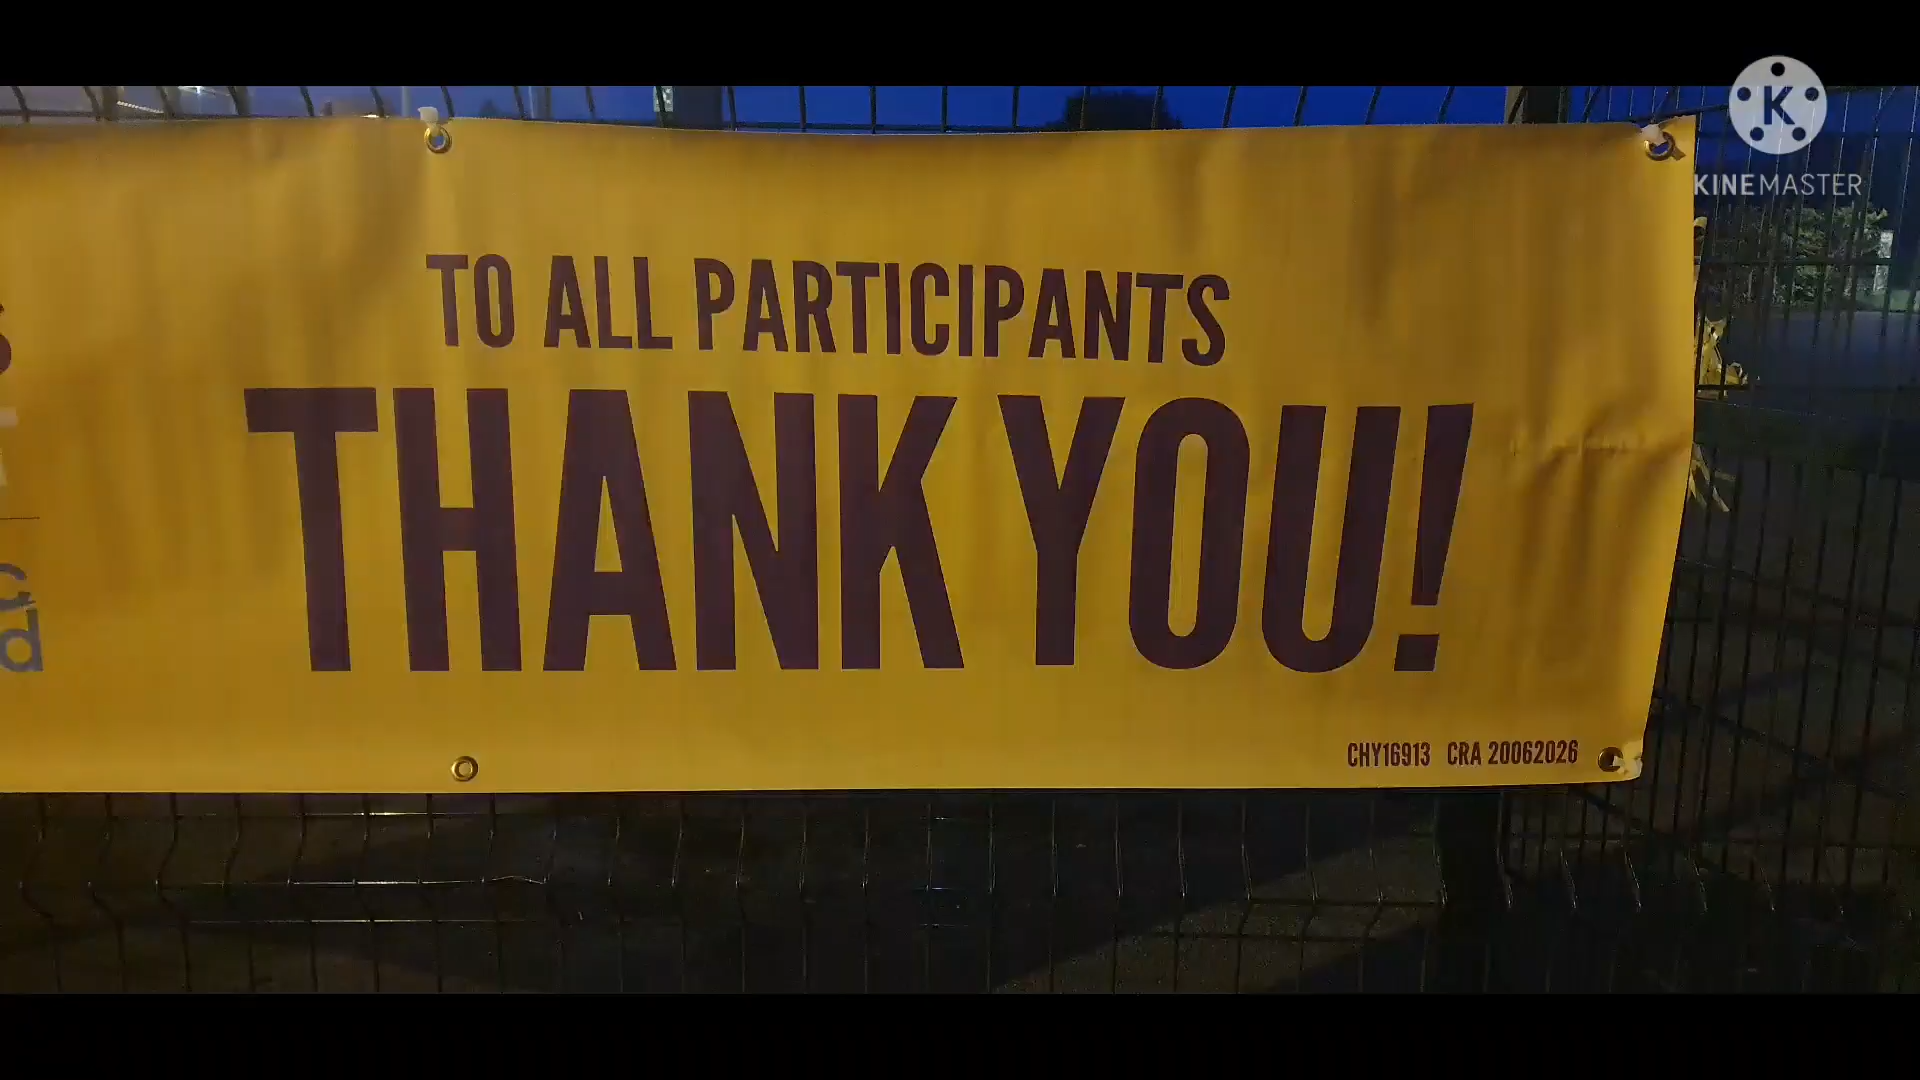 TO ALL PARTICIPANTS
THANK YOU!
CHY16913 CRA 20062026
KINEMASTER